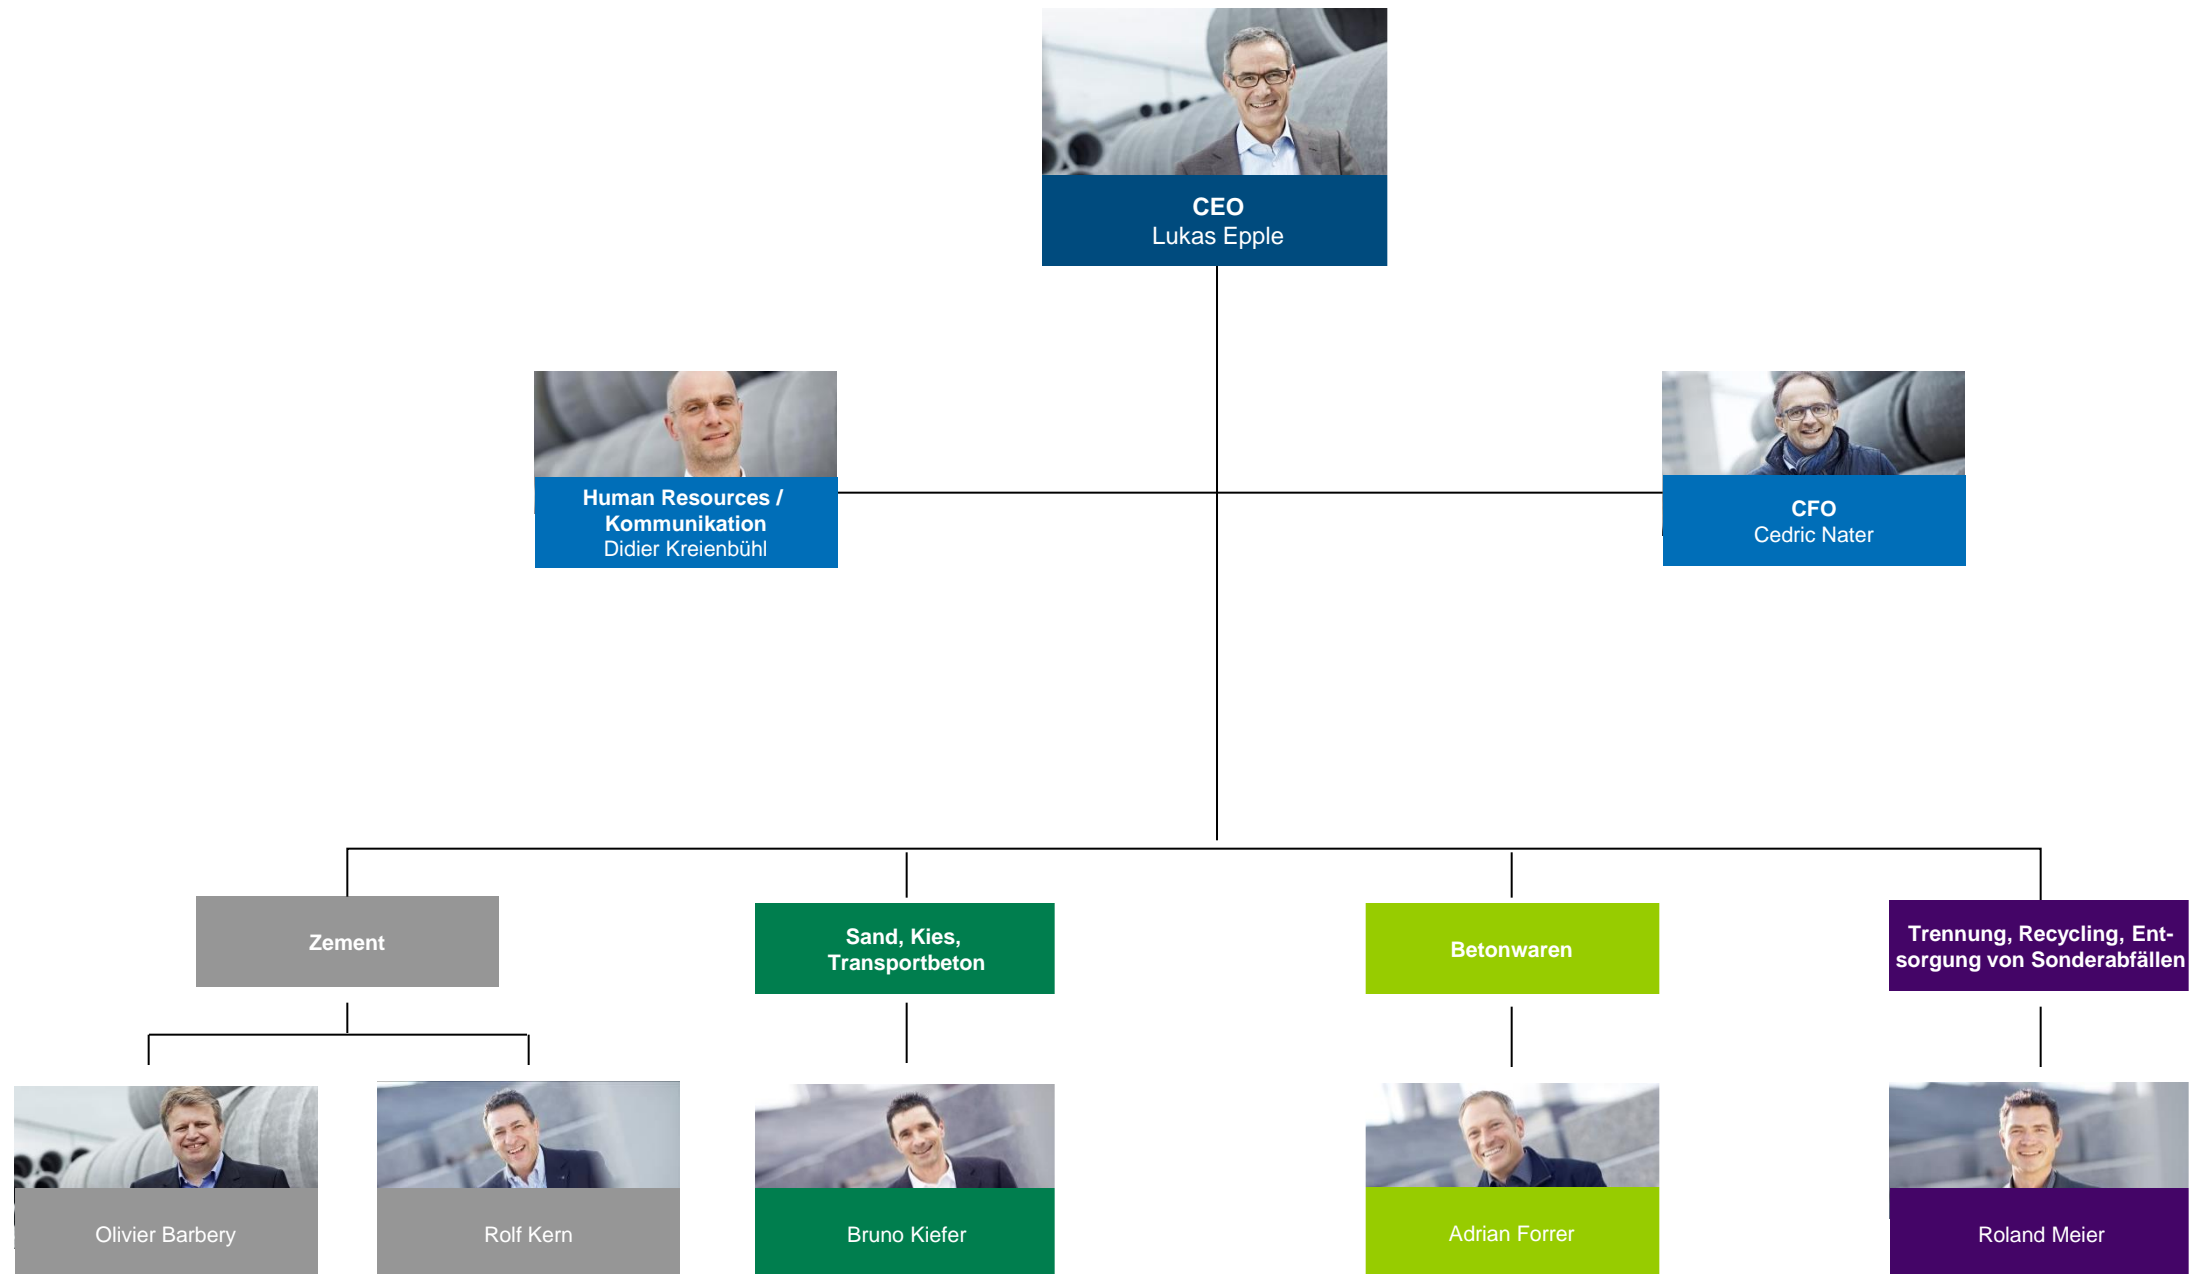 CEO
Lukas Epple
Human Resources /
Kommunikation
Didier Kreienbühl
CFO
Cedric Nater
Zement
Sand, Kies,
Transportbeton
Betonwaren
Trennung, Recycling, Ent-
sorgung von Sonderabfällen
Olivier Barbery
Rolf Kern
Bruno Kiefer
Adrian Forrer
Roland Meier